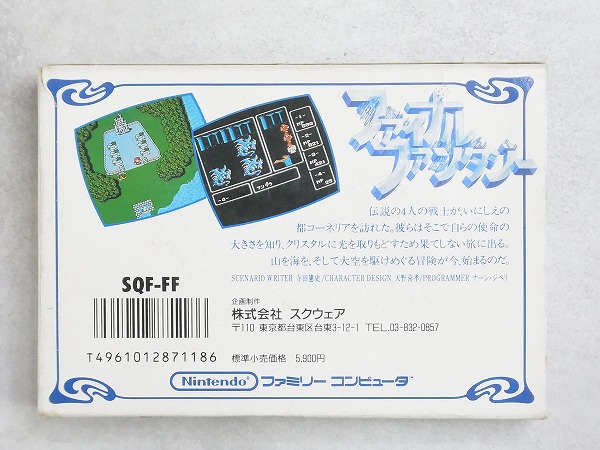 ファイナル
ファンタジー
伝説の4人の戦士が、いにしえの
都コーネリアを訪れた。彼らはそこで自らの使命の
大きさを知り、クリスタルに光を取りもどすため果てしない旅に出る。
山を海を、そして大空を駆けめぐる冒険が今、始まるのだ。
SCENARIO WRITER 寺田憲史/CHARACTER DESIGN 天野喜孝/PROGRAMMER ナーシャ・ジベリ
SQF-FF
T4961012871186
企画制作
株式会社 スクウェア
〒110 東京都台東区台東3-12-1 TEL.03-832-0857
標準小売価格 5,900円
Nintendo ファミリー コンピュータ™